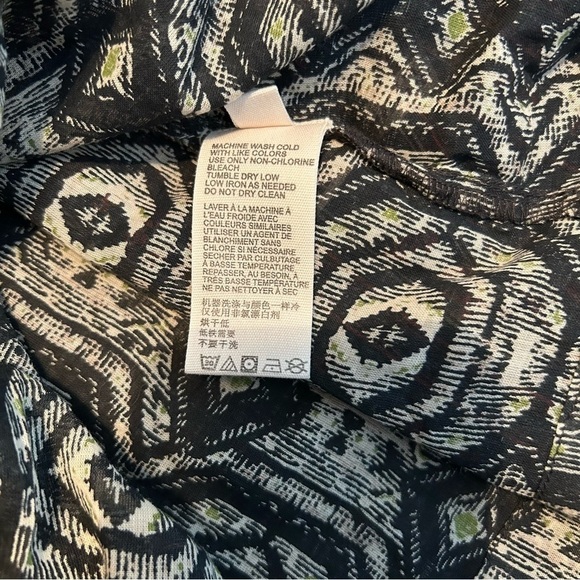 MACHINE WASH COLD
WITH LIKE COLORS
USE ONLY NON-CHLORINE
BLEACH
TUMBLE DRY LOW
LOW IRON AS NEEDED
DO NOT DRY CLEAN
LAVER À LA MACHINE À
L'EAU FROIDE AVEC
COULEURS SIMILAIRES
UTILISER UN AGENT DE
BLANCHIMENT SANS
CHLORE SI NECESSAIRE
SECHER PAR CULBUTAGE
À BASSE TEMPÉRATURE
REPASSER, AU BESOIN, À
TRÈS BASSE TEMPÉRATURE
NE PAS NETTOYER À SEC
机器洗涤与颜色一样冷
仅使用非氯漂白剂
烘干低
低铁需要
不要干洗
30